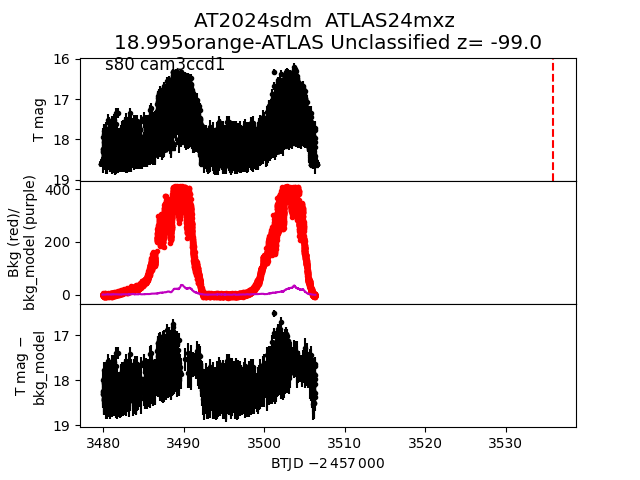 AT2024sdm  ATLAS24mxz
18.995orange-ATLAS Unclassified z= -99.0
s80 cam3ccd1
16
17
18
19
T mag
400
200
0
Bkg (red)/
bkg_model (purple)
17
18
19
T mag −
bkg_model
3480 3490 3500 3510 3520 3530
BTJD −2 457 000